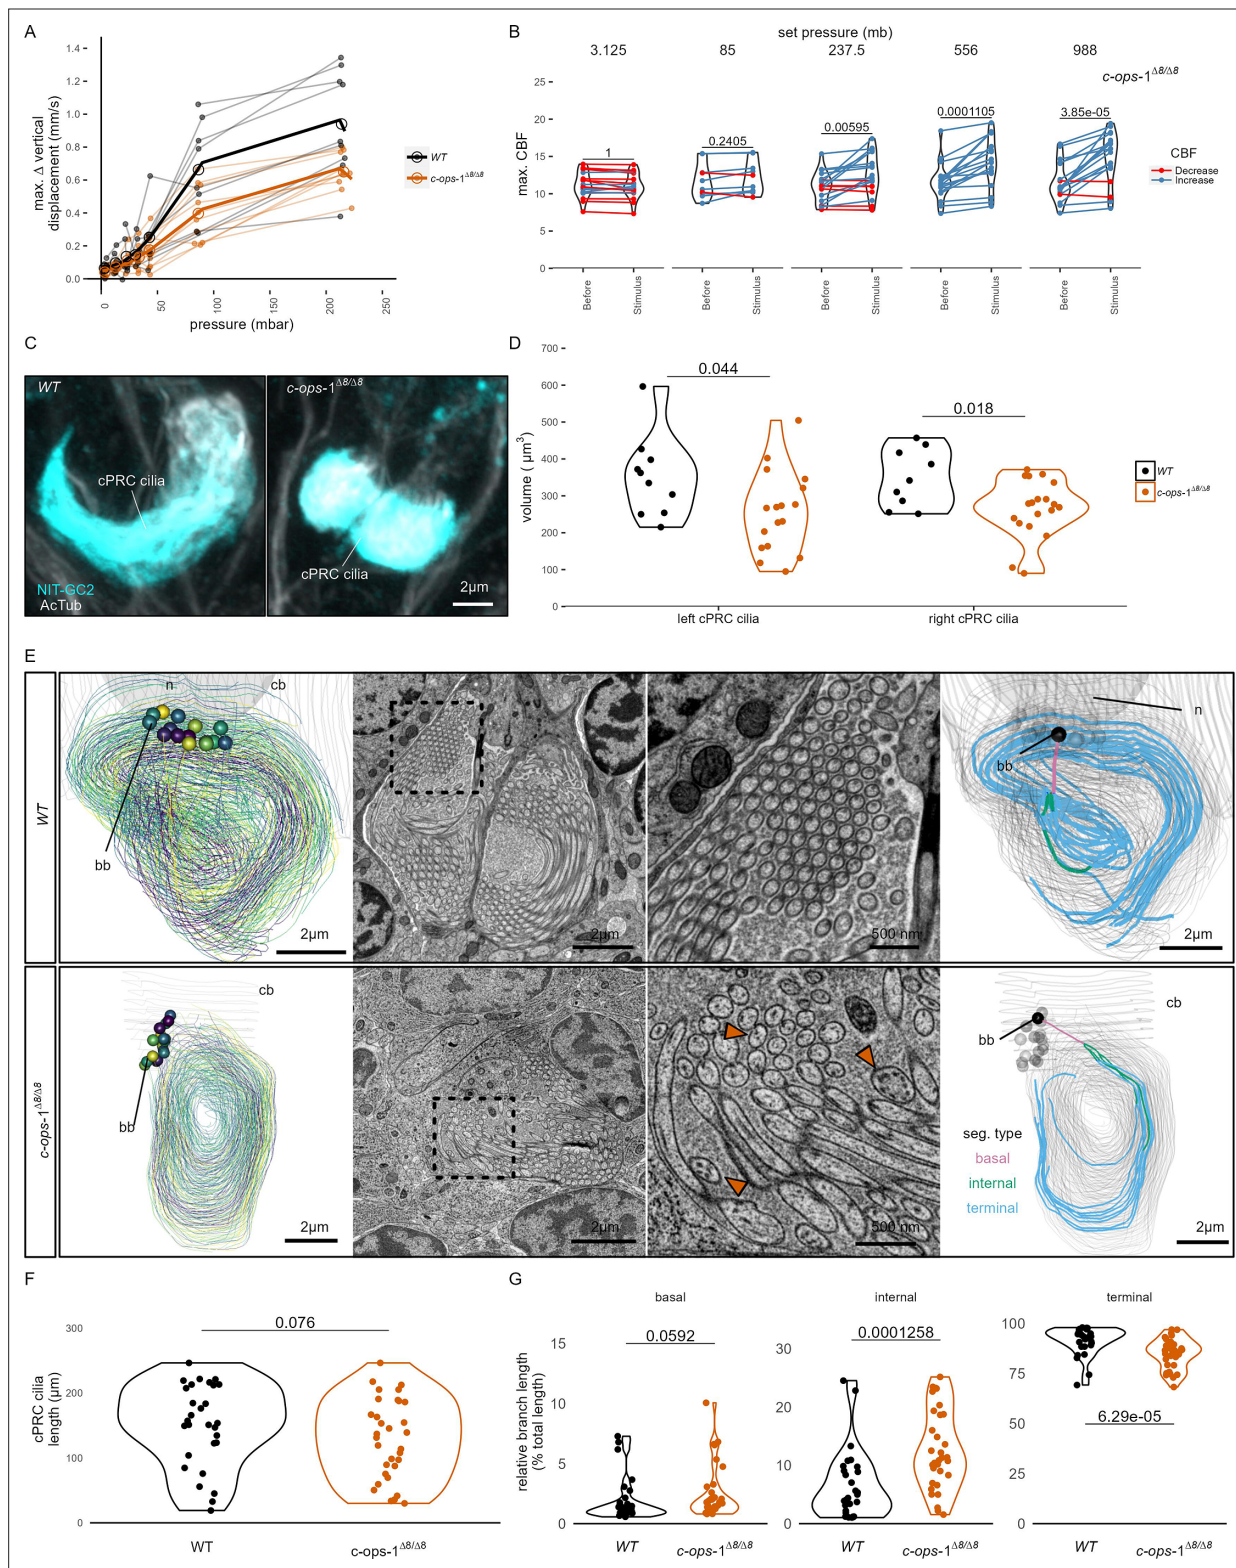 A
max. Δ vertical
displacement (mm/s)
1.4
1.2
1.0
0.8
0.6
0.4
0.2
0.0
0
50
100
150
200
250
pressure (mbar)
WT
c-ops-1Δ8/Δ8
B
set pressure (mb)
3.125
85
237.5
556
988
c-ops-1Δ8/Δ8
max. CBF
25
20
15
10
5
0
1
0.2405
0.00595
0.0001105
3.85e-05
Before
Stimulus
Before
Stimulus
Before
Stimulus
Before
Stimulus
Before
Stimulus
CBF
Decrease
Increase
C
WT
cPRC cilia
NIT-GC2
AcTub
c-ops-1Δ8/Δ8
cPRC cilia
2µm
D
volume ( µm3)
700
600
500
400
300
200
100
0
0.044
0.018
left cPRC cilia
right cPRC cilia
WT
c-ops-1Δ8/Δ8
E
WT
n
cb
bb
2µm
2µm
500 nm
n
bb
2µm
c-ops-1Δ8/Δ8
cb
bb
2µm
2µm
500 nm
cb
bb
seg. type
basal
internal
terminal
2µm
F
cPRC cilia
length (µm)
300
200
100
0
0.076
WT
c-ops-1Δ8/Δ8
G
relative branch length
(% total length)
basal
15
10
5
0
0.0592
WT
c-ops-1Δ8/Δ8
internal
30
20
10
0
0.0001258
WT
c-ops-1Δ8/Δ8
terminal
100
75
50
25
0
6.29e-05
WT
c-ops-1Δ8/Δ8